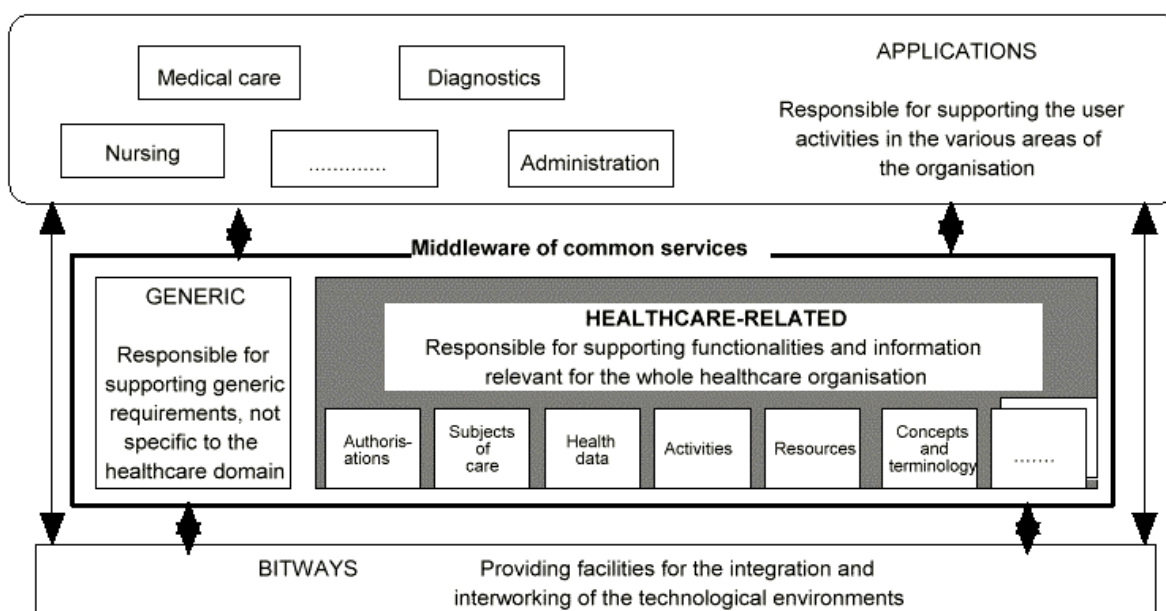 APPLICATIONS
Medical care
Diagnostics
Responsible for supporting the user
activities in the various areas of
the organisation
Nursing
.............
Administration
Middleware of common services
GENERIC
Responsible for
supporting generic
requirements, not
specific to the
healthcare domain
HEALTHCARE-RELATED
Responsible for supporting functionalities and information
relevant for the whole healthcare organisation
Authoris-
ations
Subjects
of
care
Health
data
Activities
Resources
Concepts
and
terminology
.......
BITWAYS
Providing facilities for the integration and
interworking of the technological environments